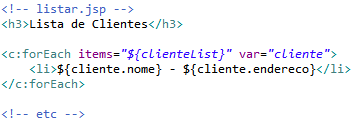 <!-- listar.jsp -->
<h3>Lista de Clientes</h3>
<c:forEach items="${clienteList}" var="cliente">
<li>${cliente.nome} - ${cliente.endereco}</li>
</c:forEach>
<!-- etc -->